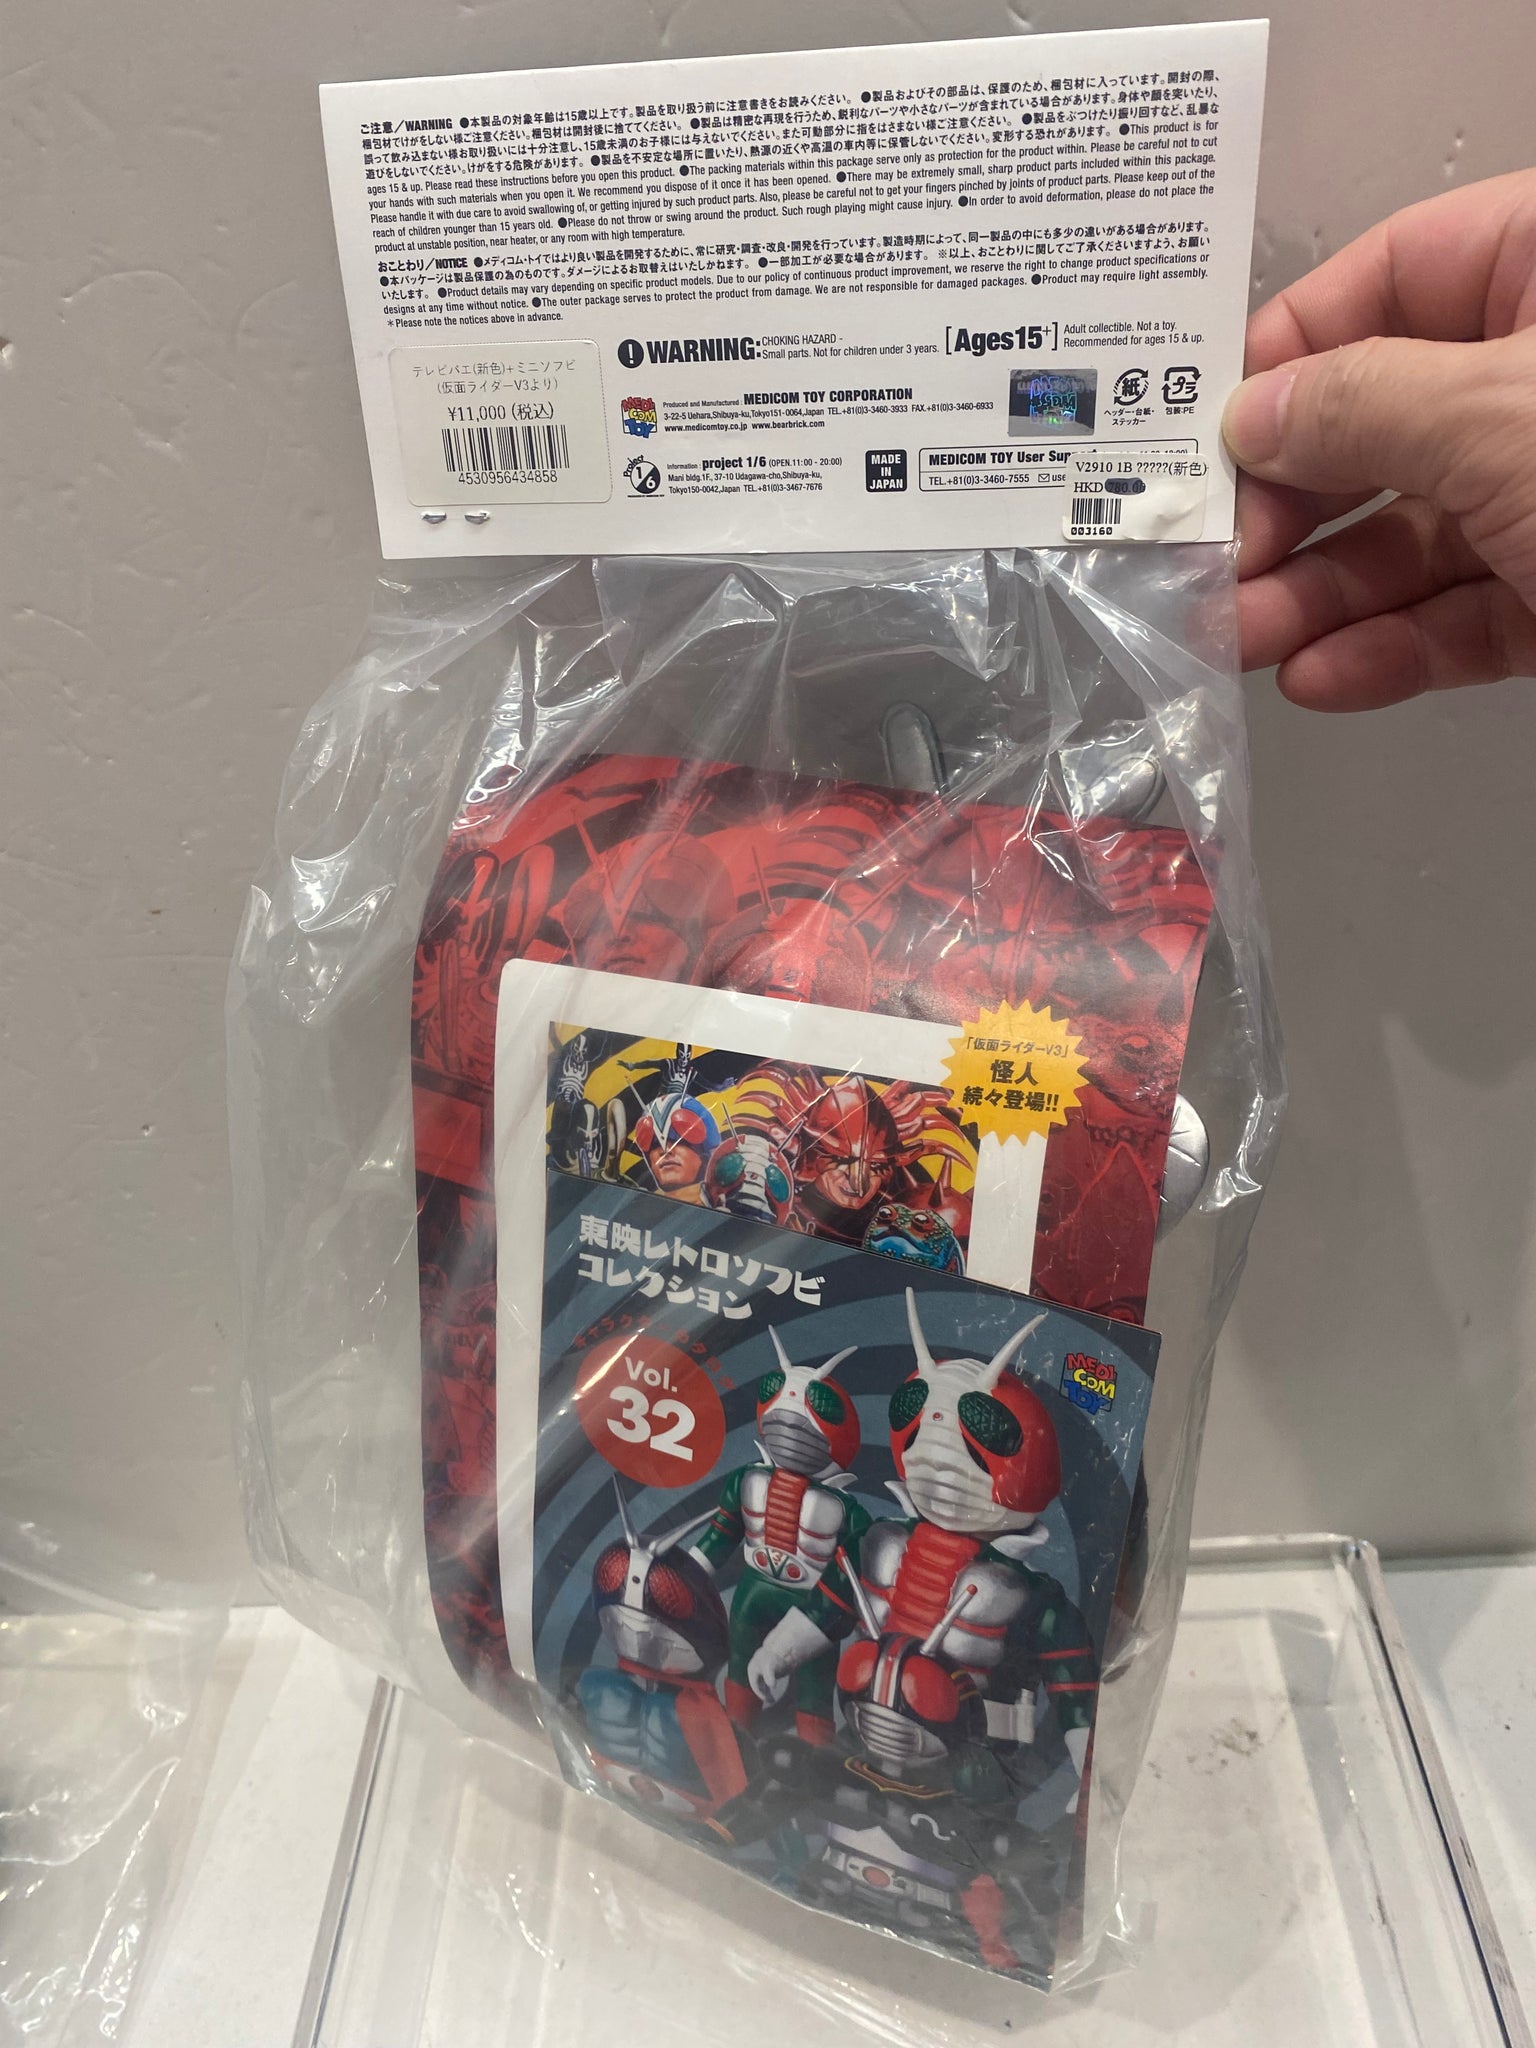 ご注意／WARNING ●本製品の対象年齢は15歳以上です。製品を取り扱う前に注意書きをお読みください。 ●製品およびその部品は、保護のため、梱包材に入っています。開封の際、
梱包材でけがをしない様ご注意ください。梱包材は開封後に捨ててください。 ●製品は精密な再現を行うため、鋭利なパーツや小さなパーツが含まれている場合があります。身体や顔を突いたり、
誤って飲み込まない様お取り扱いには十分注意し、15歳未満のお子様には与えないでください。また可動部分に指をはさまない様ご注意ください。 ●製品をぶつけたり振り回すなど、乱暴な
遊びをしないでください。けがをする危険があります。 ●製品を不安定な場所に置いたり、熱源の近くや高温の車内等に保管しないでください。変形する恐れがあります。 ●This product is for
ages 15 & up. Please read these instructions before you open this product. ●The packing materials within this package serve only as protection for the product within. Please be careful not to cut
your hands with such materials when you open it. We recommend you dispose of it once it has been opened. ●There may be extremely small, sharp product parts included within this package.
Please handle it with due care to avoid swallowing of, or getting injured by such product parts. Also, please be careful not to get your fingers pinched by joints of product parts. Please keep out of the
reach of children younger than 15 years old. ●Please do not throw or swing around the product. Such rough playing might cause injury. ●In order to avoid deformation, please do not place the
product at unstable position, near heater, or any room with high temperature.
おことわり／NOTICE ●メディコム・トイではより良い製品を開発するために、常に研究・調査・改良・開発を行っています。製造時期によって、同一製品の中にも多少の違いがある場合があります。
●本パッケージは製品保護の為のものです。ダメージによるお取替えはいたしかねます。 ●一部加工が必要な場合があります。 ※以上、おことわりに関してご了承くださいますよう、お願い
いたします。 ●Product details may vary depending on specific product models. Due to our policy of continuous product improvement, we reserve the right to change product specifications or
designs at any time without notice. ●The outer package serves to protect the product from damage. We are not responsible for damaged packages. ●Product may require light assembly.
＊Please note the notices above in advance.
WARNING: CHOKING HAZARD -
Small parts. Not for children under 3 years.
[Ages15+]
Adult collectible. Not a toy.
Recommended for ages 15 & up.
テレビバエ(新色)+ミニソフビ
(仮面ライダーV3より)
¥11,000 (税込)
4530956434858
MEDI
COM
TOY
Produced and Manufactured : MEDICOM TOY CORPORATION
3-22-5 Uehara,Shibuya-ku,Tokyo151-0064,Japan TEL.+81(0)3-3460-3933 FAX.+81(0)3-3460-6933
www.medicomtoy.co.jp www.bearbrick.com
紙
ヘッダー・台紙・
ステッカー
プラ
包装:PE
Project
1/6
Information : project 1/6 (OPEN.11:00 - 20:00)
Mani bidg.1F., 37-10 Udagawa-cho,Shibuya-ku,
Tokyo150-0042,Japan TEL.+81(0)3-3467-7676
MADE
IN
JAPAN
MEDICOM TOY User
TEL.+81(0)3-3460-7555
V2910 1B ?????(新色)
HKD 780.00
003160
「仮面ライダーV3」
怪人
続々登場!!
東映レトロソフビ
コレクション
Vol.
32
MEDI
COM
TOY